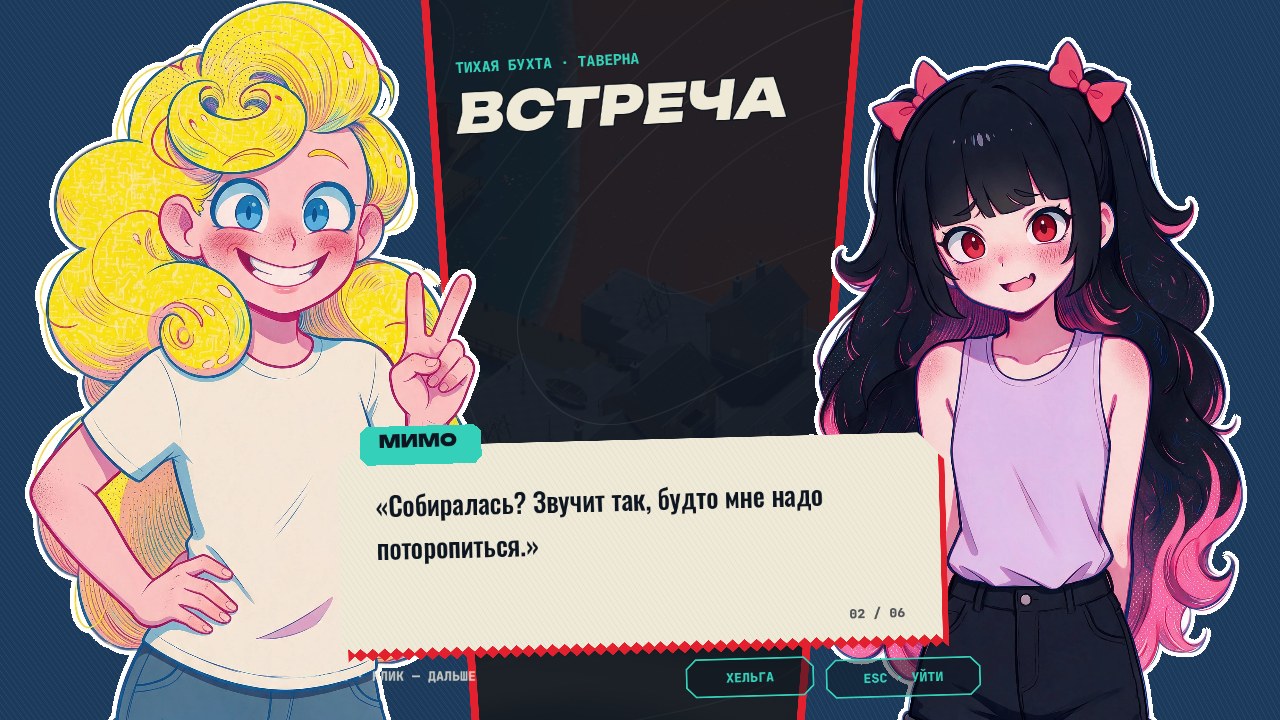 ТИХАЯ БУХТА · ТАВЕРНА
ВСТРЕЧА
МИМО
«Собиралась? Звучит так, будто мне надо
поторопиться.»
02 / 06
КЛИК — ДАЛЬШЕ
ХЕЛЬГА
ESC УЙТИ